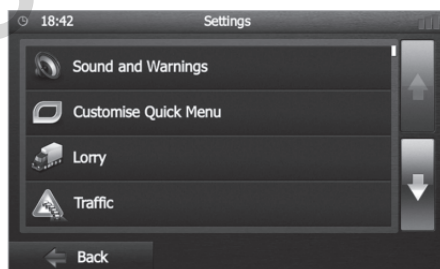 18:42 Settings
Sound and Warnings
Customise Quick Menu
Lorry
Traffic
Back